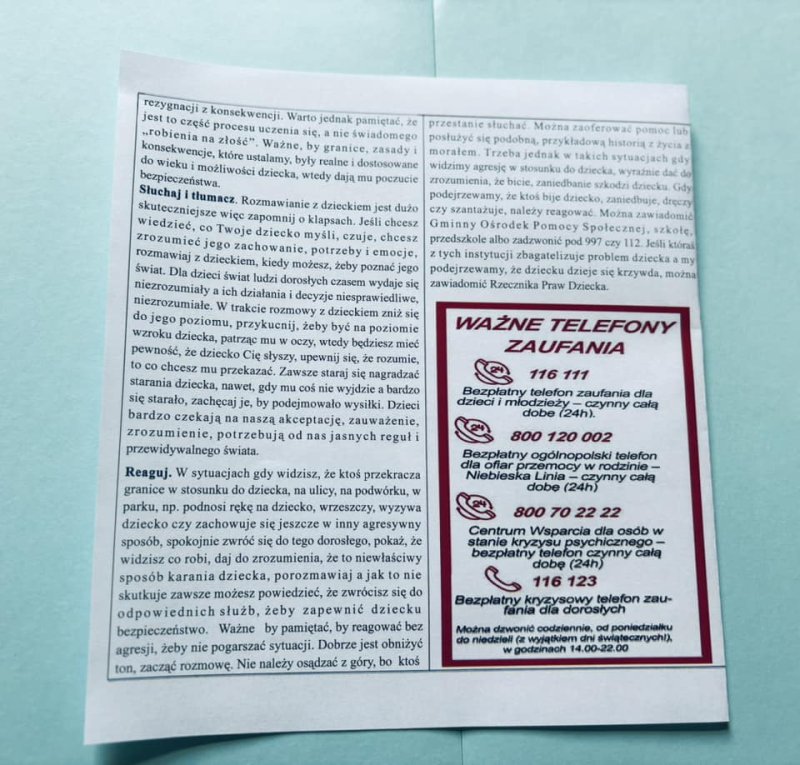 rezygnacji z konsekwencji. Warto jednak pamiętać, że
jest to część procesu uczenia się, a nie świadomego
„robienia na złość”. Ważne, by granice, zasady i
konsekwencje, które ustalamy, były realne i dostosowane
do wieku i możliwości dziecka, wtedy dają mu poczucie
bezpieczeństwa.
Słuchaj i tłumacz. Rozmawianie z dzieckiem jest dużo
skuteczniejsze więc zapomnij o klapsach. Jeśli chcesz
wiedzieć, co Twoje dziecko myśli, czuje, chcesz
zrozumieć jego zachowanie, potrzeby i emocje,
rozmawiaj z dzieckiem, kiedy możesz, żeby poznać jego
świat. Dla dzieci świat ludzi dorosłych czasem wydaje się
niezrozumiały a ich działania i decyzje niesprawiedliwe,
niezrozumiałe. W trakcie rozmowy z dzieckiem zniż się
do jego poziomu, przykucnij, żeby być na poziomie
wzroku dziecka, patrząc mu w oczy, wtedy będziesz mieć
pewność, że dziecko Cię słyszy, upewnij się, że rozumie,
to co chcesz mu przekazać. Zawsze staraj się nagradzać
starania dziecka, nawet, gdy mu coś nie wyjdzie a bardzo
się starało, zachęcaj je, by podejmowało wysiłki. Dzieci
bardzo czekają na naszą akceptację, zauważenie,
zrozumienie, potrzebują od nas jasnych reguł i
przewidywalnego świata.
Reaguj. W sytuacjach gdy widzisz, że ktoś przekracza
granice w stosunku do dziecka, na ulicy, na podwórku, w
parku, np. podnosi rękę na dziecko, wrzeszczy, wyzywa
dziecko czy zachowuje się jeszcze w inny agresywny
sposób, spokojnie zwróć się do tego dorosłego, pokaż, że
widzisz co robi, daj do zrozumienia, że to niewłaściwy
sposób karania dziecka, porozmawiaj a jak to nie
skutkuje zawsze możesz powiedzieć, że zwrócisz się do
odpowiednich służb, żeby zapewnić dziecku
bezpieczeństwo. Ważne by pamiętać, by reagować bez
agresji, żeby nie pogarszać sytuacji. Dobrze jest obniżyć
ton, zacząć rozmowę. Nie należy osądzać z góry, bo ktoś
przestanie słuchać. Można zaoferować pomoc lub
posłużyć się podobną, przykładową historią z życia z
morałem. Trzeba jednak w takich sytuacjach gdy
widzimy agresję w stosunku do dziecka, wyraźnie dać do
zrozumienia, że bicie, zaniedbanie szkodzi dziecku. Gdy
podejrzewamy, że ktoś bije dziecko, zaniedbuje, dręczy
czy szantażuje, należy reagować. Można zawiadomić
Gminny Ośrodek Pomocy Społecznej, szkołę,
przedszkole albo zadzwonić pod 997 czy 112. Jeśli któraś
z tych instytucji zbagatelizuje problem dziecka a my
podejrzewamy, że dziecku dzieje się krzywda, można
zawiadomić Rzecznika Praw Dziecka.
WAŻNE TELEFONY
ZAUFANIA
24 116 111
Bezpłatny telefon zaufania dla
dzieci i młodzieży – czynny całą
dobę (24h).
24 800 120 002
Bezpłatny ogólnopolski telefon
dla ofiar przemocy w rodzinie –
Niebieska Linia – czynny całą
dobę (24h)
24 800 70 22 22
Centrum Wsparcia dla osób w
stanie kryzysu psychicznego –
bezpłatny telefon czynny całą
dobę (24h)
116 123
Bezpłatny kryzysowy telefon zau-
fania dla dorosłych
Można dzwonić codziennie, od poniedziałku
do niedzieli (z wyjątkiem dni świątecznych!),
w godzinach 14.00-22.00